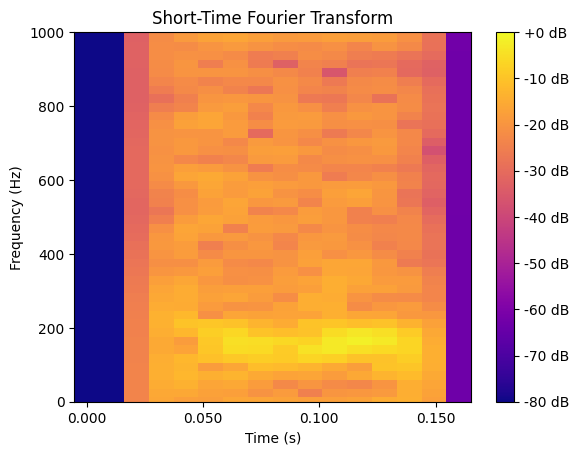 Short-Time Fourier Transform
1000
800
600
400
200
0
Frequency (Hz)
0.000
0.050
0.100
0.150
Time (s)
+0 dB
-10 dB
-20 dB
-30 dB
-40 dB
-50 dB
-60 dB
-70 dB
-80 dB